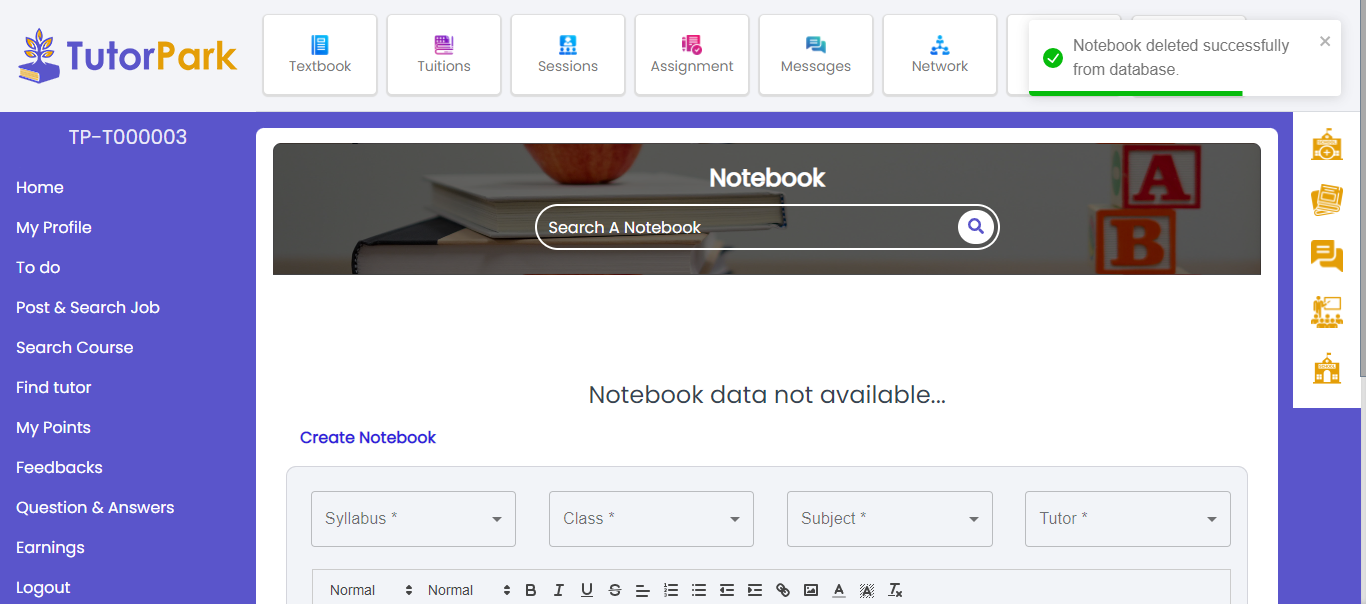 TutorPark
Textbook
Tuitions
Sessions
Assignment
Messages
Network
Notebook deleted successfully
from database.
TP-T000003
Home
My Profile
To do
Post & Search Job
Search Course
Find tutor
My Points
Feedbacks
Question & Answers
Earnings
Logout
Notebook
Search A Notebook
A
B
Notebook data not available...
Create Notebook
Syllabus *
Class *
Subject *
Tutor *
Normal
Normal